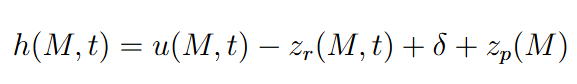 h(M, t) = u(M, t) − z_r(M, t) + δ + z_p(M)